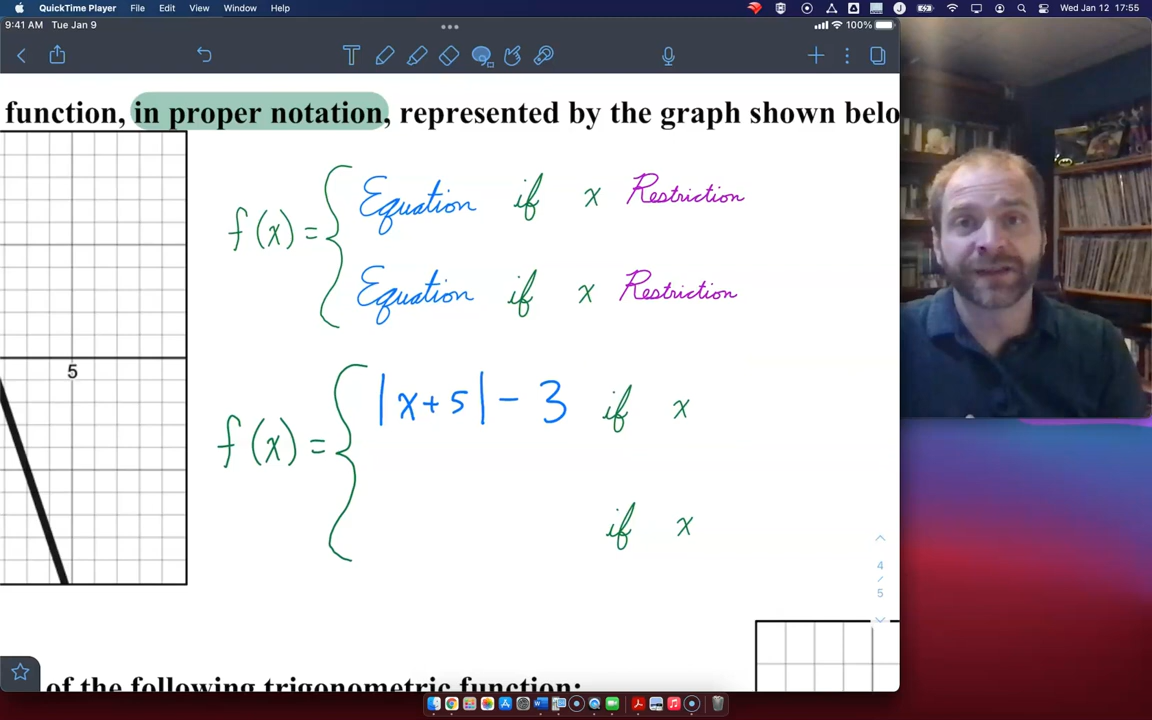 QuickTime Player File Edit View Window Help Wed Jan 12 17:55
9:41 AM Tue Jan 9 100%
function, in proper notation, represented by the graph shown belo
f(x) = { Equation if x Restriction
Equation if x Restriction
5
f(x) = { |x+5| - 3 if x
if x
4
/
5
of the following trigonometric function: